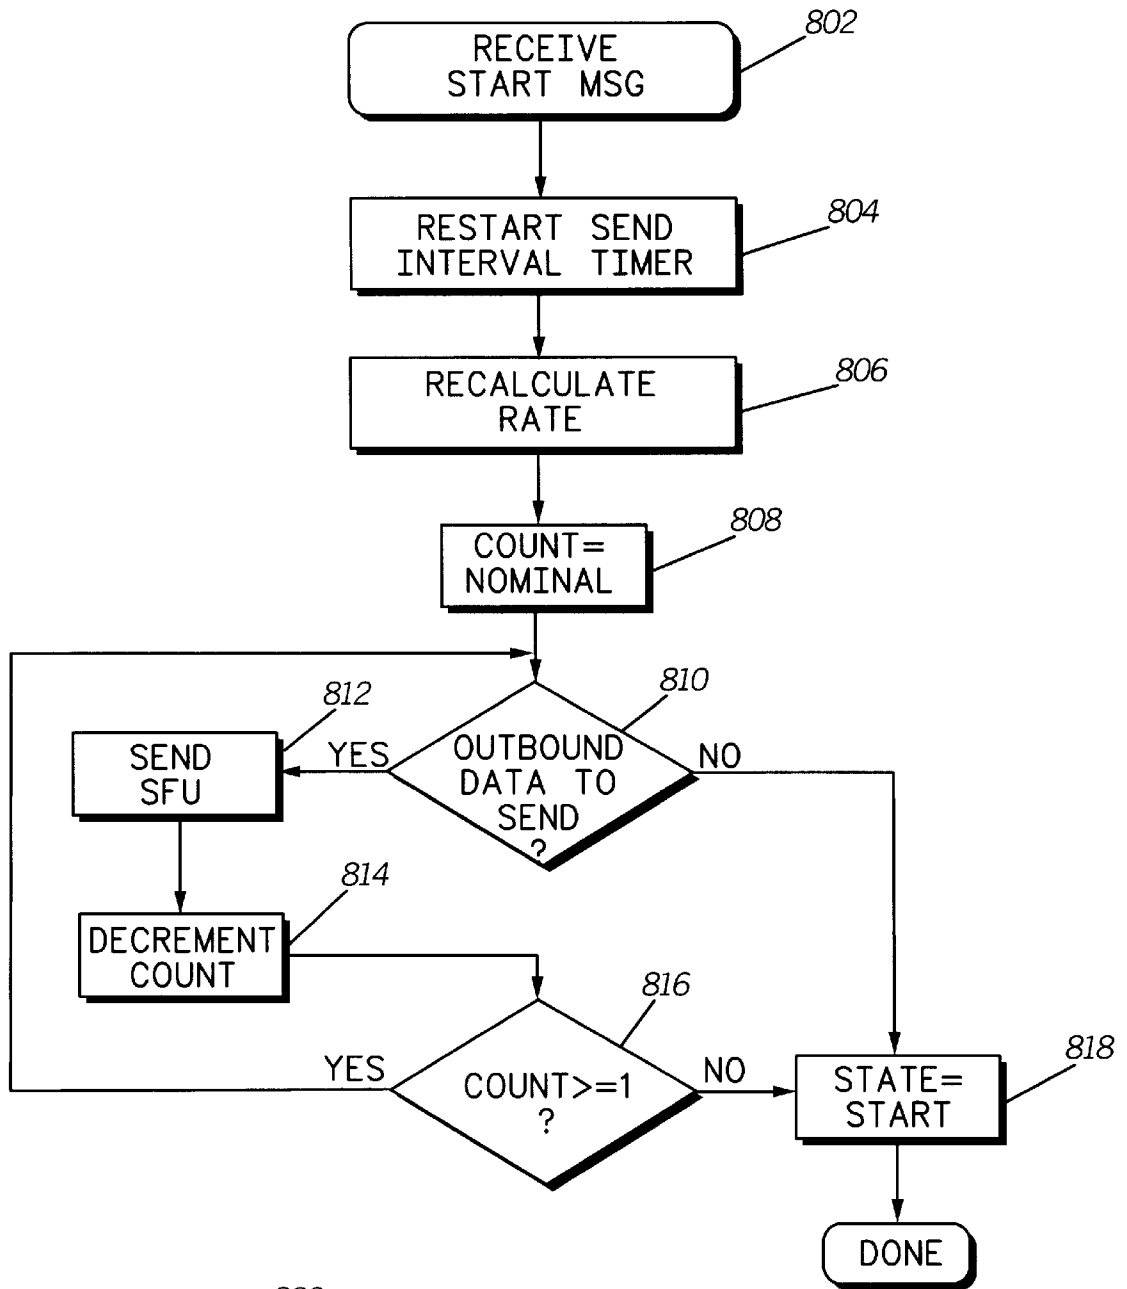 RECEIVE
START MSG
802
RESTART SEND
INTERVAL TIMER
804
RECALCULATE
RATE
806
COUNT=
NOMINAL
808
OUTBOUND
DATA TO
SEND
?
810
YES
NO
SEND
SFU
812
DECREMENT
COUNT
814
COUNT>=1
?
816
YES
NO
STATE=
START
818
DONE